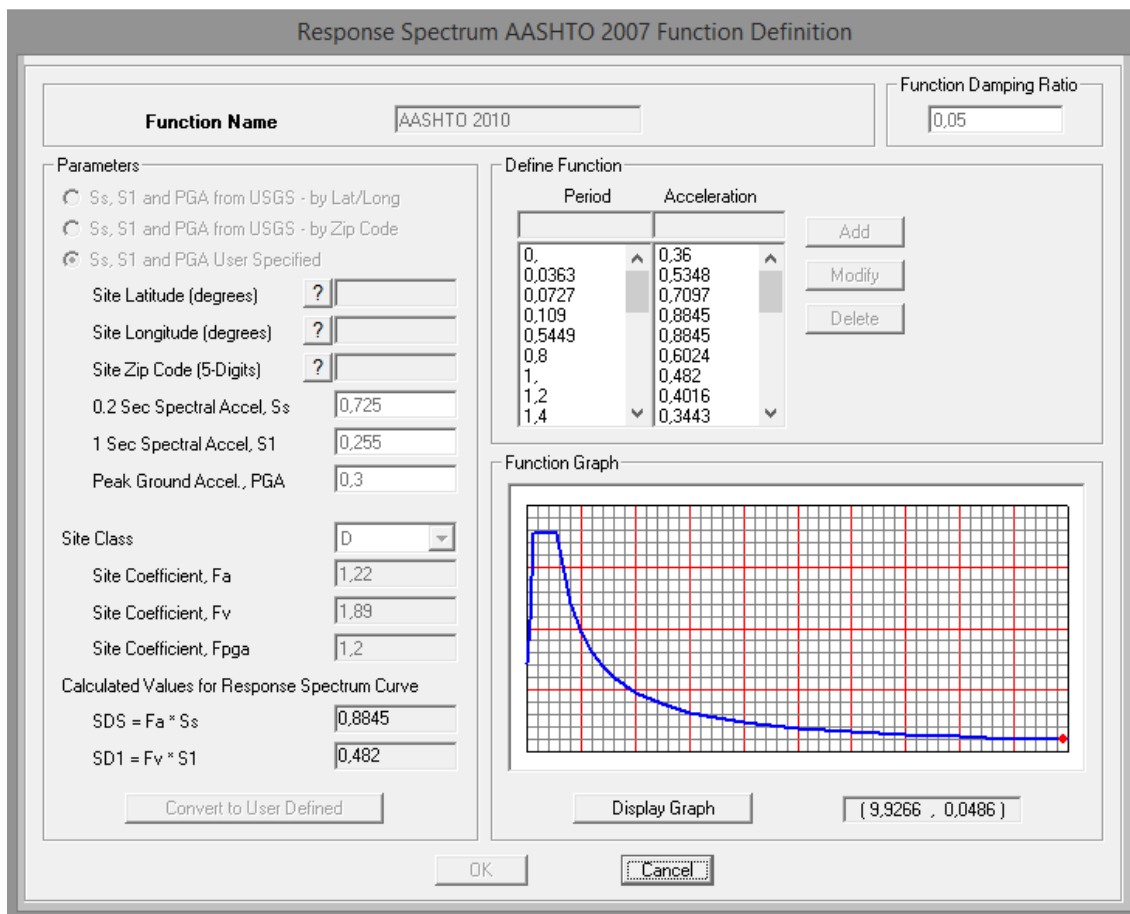 Response Spectrum AASHTO 2007 Function Definition
Function Name
AASHTO 2010
Function Damping Ratio
0,05
Parameters
Ss, S1 and PGA from USGS - by Lat/Long
Ss, S1 and PGA from USGS - by Zip Code
Ss, S1 and PGA User Specified
Site Latitude (degrees) ?
Site Longitude (degrees) ?
Site Zip Code (5-Digits) ?
0.2 Sec Spectral Accel, Ss 0,725
1 Sec Spectral Accel, S1 0,255
Peak Ground Accel., PGA 0,3
Site Class D
Site Coefficient, Fa 1,22
Site Coefficient, Fv 1,89
Site Coefficient, Fpga 1,2
Calculated Values for Response Spectrum Curve
SDS = Fa * Ss 0,8845
SD1 = Fv * S1 0,482
Convert to User Defined
Define Function
Period Acceleration
0, 0,36
0,0363 0,5348
0,0727 0,7097
0,109 0,8845
0,5449 0,8845
0,8 0,6024
1, 0,482
1,2 0,4016
1,4 0,3443
Add
Modify
Delete
Function Graph
Display Graph
( 9,9266 , 0,0486 )
OK
Cancel